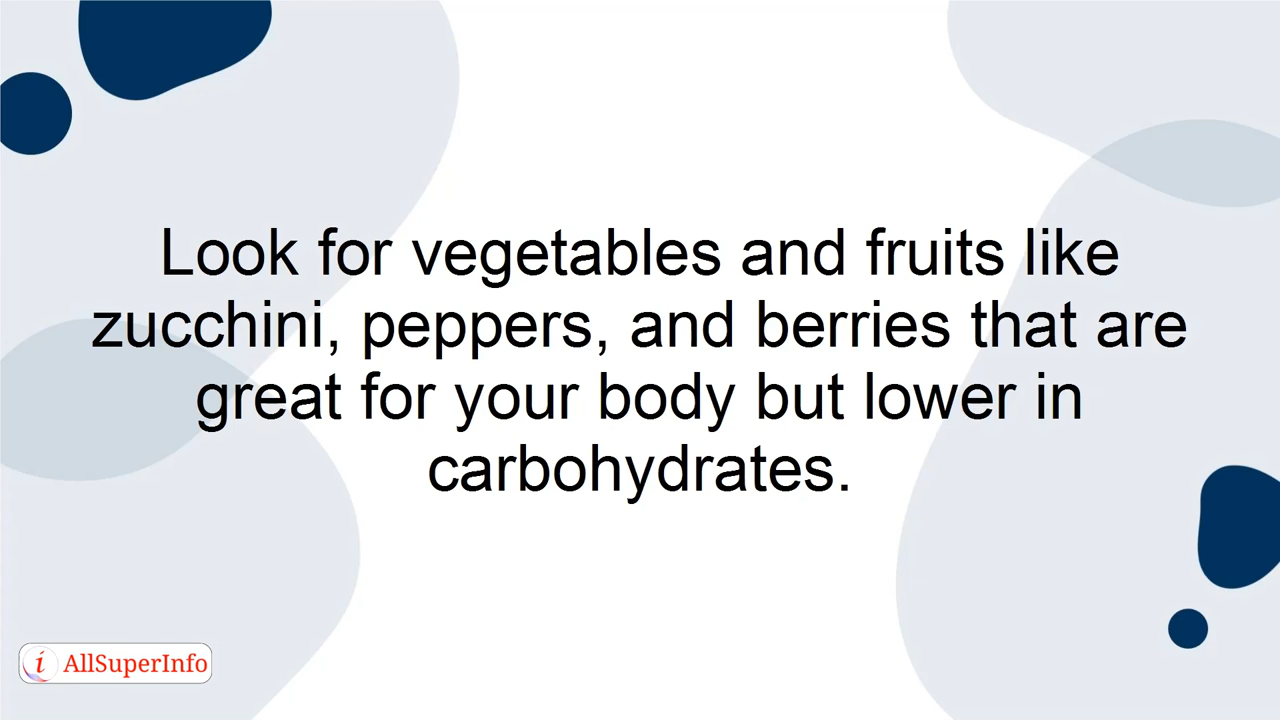 Look for vegetables and fruits like
zucchini, peppers, and berries that are
great for your body but lower in
carbohydrates.
i AllSuperInfo